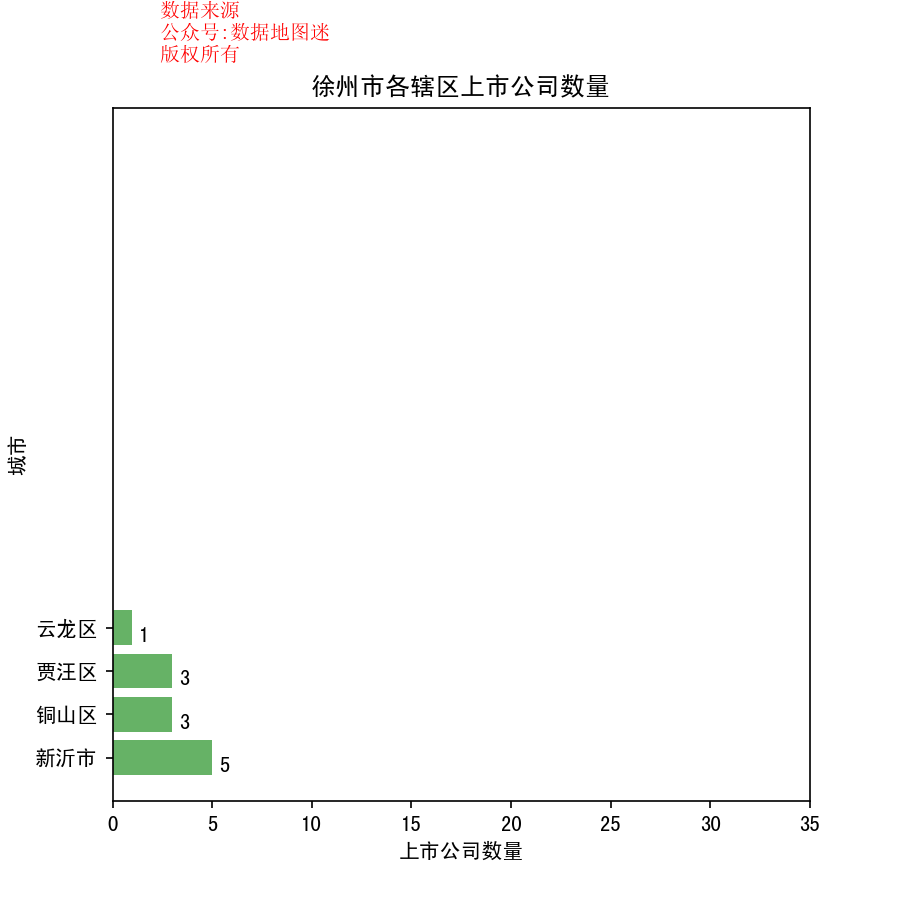 数据来源
公众号:数据地图迷
版权所有
徐州市各辖区上市公司数量
城市
云龙区 1
贾汪区 3
铜山区 3
新沂市 5
0 5 10 15 20 25 30 35
上市公司数量